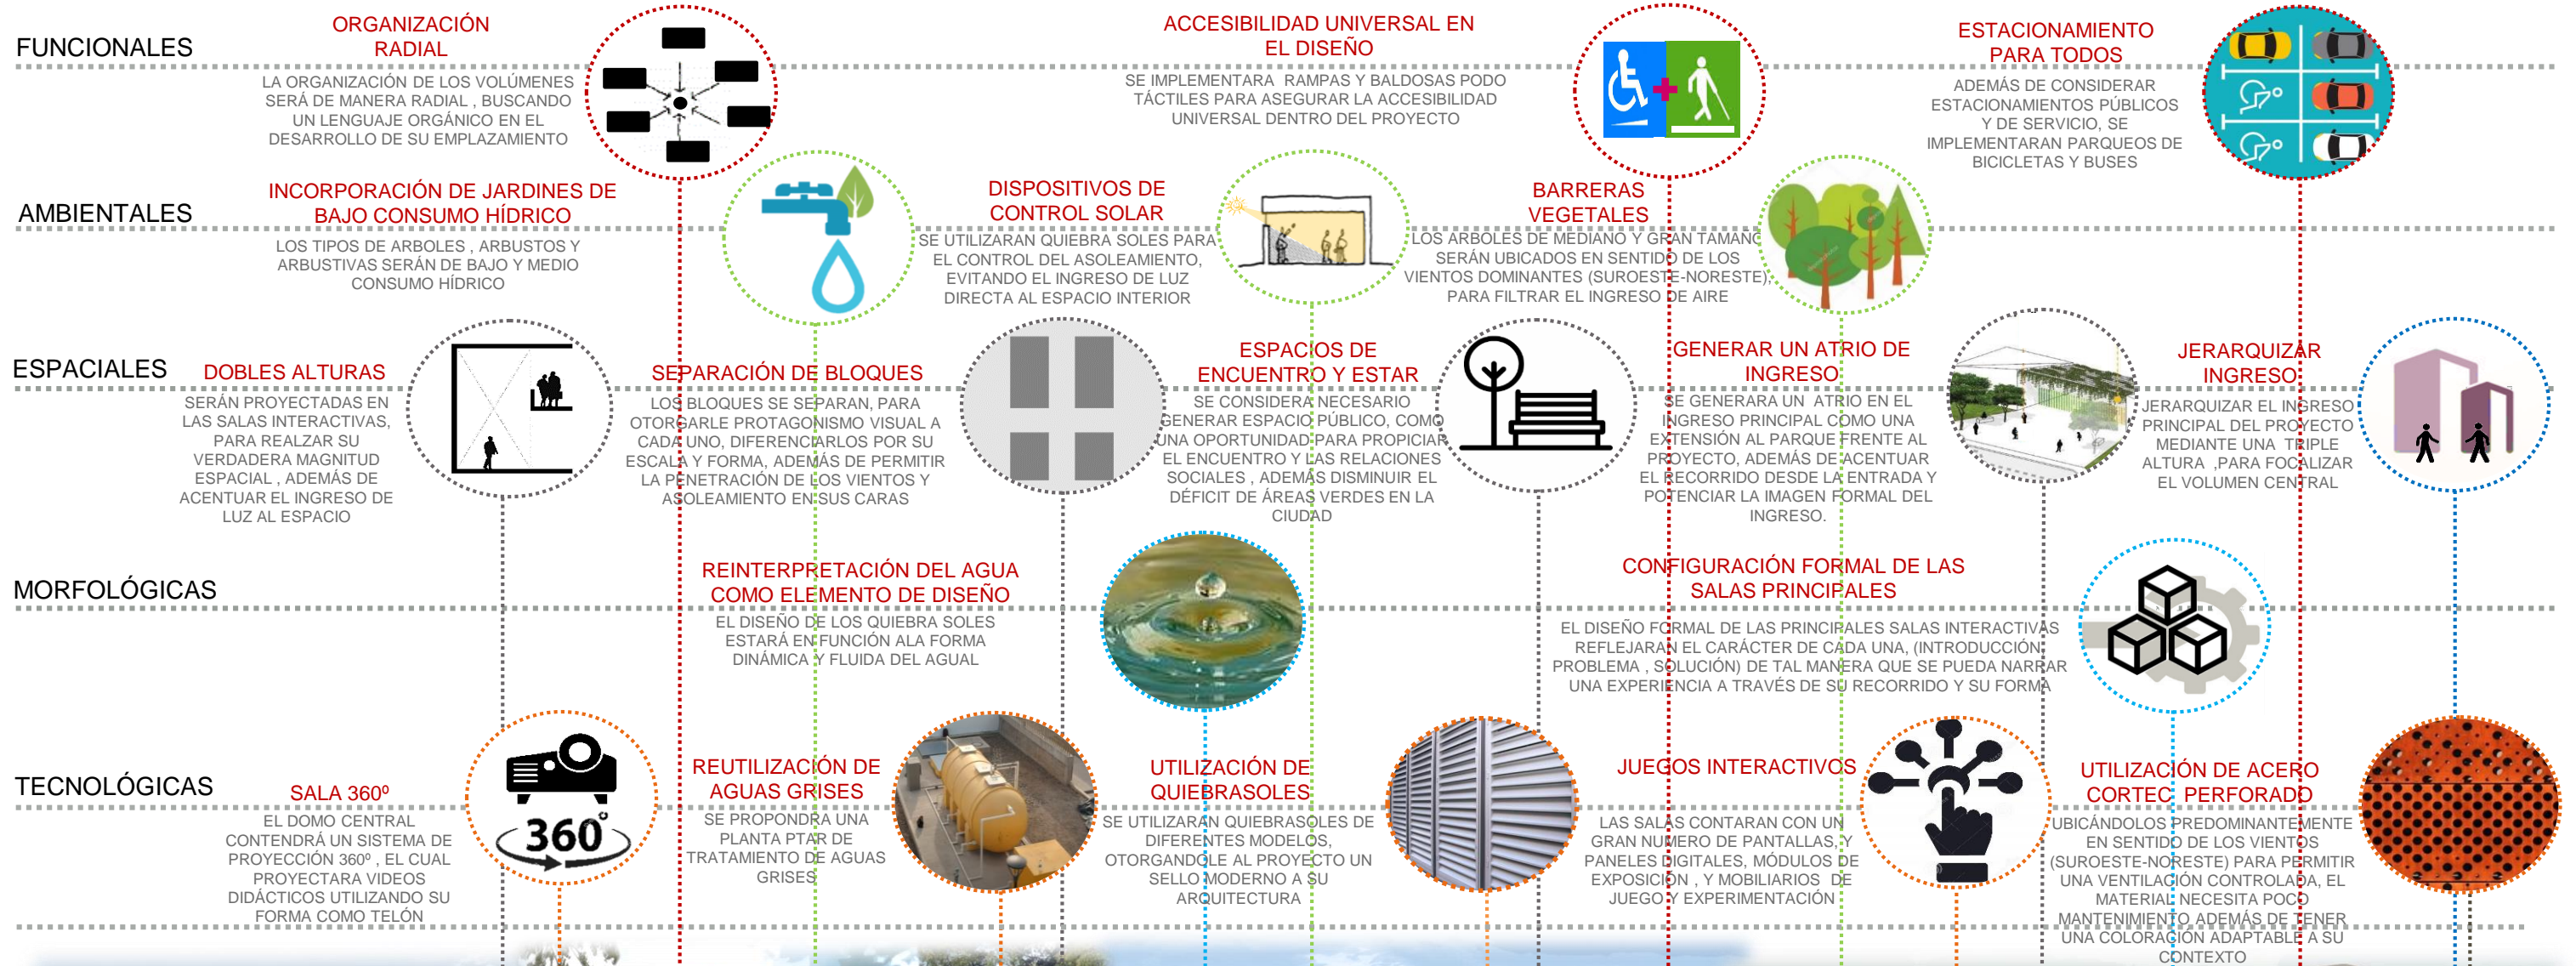 FUNCIONALES
ORGANIZACIÓN
RADIAL
LA ORGANIZACIÓN DE LOS VOLÚMENES
SERÁ DE MANERA RADIAL , BUSCANDO
UN LENGUAJE ORGÁNICO EN EL
DESARROLLO DE SU EMPLAZAMIENTO
ACCESIBILIDAD UNIVERSAL EN
EL DISEÑO
SE IMPLEMENTARA RAMPAS Y BALDOSAS PODO
TÁCTILES PARA ASEGURAR LA ACCESIBILIDAD
UNIVERSAL DENTRO DEL PROYECTO
ESTACIONAMIENTO
PARA TODOS
ADEMÁS DE CONSIDERAR
ESTACIONAMIENTOS PÚBLICOS
Y DE SERVICIO, SE
IMPLEMENTARAN PARQUEOS DE
BICICLETAS Y BUSES
AMBIENTALES
INCORPORACIÓN DE JARDINES DE
BAJO CONSUMO HÍDRICO
LOS TIPOS DE ARBOLES , ARBUSTOS Y
ARBUSTIVAS SERÁN DE BAJO Y MEDIO
CONSUMO HÍDRICO
DISPOSITIVOS DE
CONTROL SOLAR
SE UTILIZARAN QUIEBRA SOLES PARA
EL CONTROL DEL ASOLEAMIENTO,
EVITANDO EL INGRESO DE LUZ
DIRECTA AL ESPACIO INTERIOR
BARRERAS
VEGETALES
LOS ARBOLES DE MEDIANO Y GRAN TAMAÑO
SERÁN UBICADOS EN SENTIDO DE LOS
VIENTOS DOMINANTES (SUROESTE-NORESTE),
PARA FILTRAR EL INGRESO DE AIRE
ESPACIALES
DOBLES ALTURAS
SERÁN PROYECTADAS EN
LAS SALAS INTERACTIVAS,
PARA REALZAR SU
VERDADERA MAGNITUD
ESPACIAL , ADEMÁS DE
ACENTUAR EL INGRESO DE
LUZ AL ESPACIO
SEPARACIÓN DE BLOQUES
LOS BLOQUES SE SEPARAN, PARA
OTORGARLE PROTAGONISMO VISUAL A
CADA UNO, DIFERENCIARLOS POR SU
ESCALA Y FORMA, ADEMÁS DE PERMITIR
LA PENETRACIÓN DE LOS VIENTOS Y
ASOLEAMIENTO EN SUS CARAS
ESPACIOS DE
ENCUENTRO Y ESTAR
SE CONSIDERA NECESARIO
GENERAR ESPACIO PÚBLICO, COMO
UNA OPORTUNIDAD PARA PROPICIAR
EL ENCUENTRO Y LAS RELACIONES
SOCIALES , ADEMÁS DISMINUIR EL
DÉFICIT DE ÁREAS VERDES EN LA
CIUDAD
GENERAR UN ATRIO DE
INGRESO
SE GENERARA UN ATRIO EN EL
INGRESO PRINCIPAL COMO UNA
EXTENSIÓN AL PARQUE FRENTE AL
PROYECTO, ADEMÁS DE ACENTUAR
EL RECORRIDO DESDE LA ENTRADA Y
POTENCIAR LA IMAGEN FORMAL DEL
INGRESO.
JERARQUIZAR
INGRESO
JERARQUIZAR EL INGRESO
PRINCIPAL DEL PROYECTO
MEDIANTE UNA TRIPLE
ALTURA ,PARA FOCALIZAR
EL VOLUMEN CENTRAL
MORFOLÓGICAS
REINTERPRETACIÓN DEL AGUA
COMO ELEMENTO DE DISEÑO
EL DISEÑO DE LOS QUIEBRA SOLES
ESTARÁ EN FUNCIÓN ALA FORMA
DINÁMICA Y FLUIDA DEL AGUAL
CONFIGURACIÓN FORMAL DE LAS
SALAS PRINCIPALES
EL DISEÑO FORMAL DE LAS PRINCIPALES SALAS INTERACTIVAS
REFLEJARAN EL CARÁCTER DE CADA UNA, (INTRODUCCIÓN,
PROBLEMA , SOLUCIÓN) DE TAL MANERA QUE SE PUEDA NARRAR
UNA EXPERIENCIA A TRAVÉS DE SU RECORRIDO Y SU FORMA
TECNOLÓGICAS
SALA 360º
EL DOMO CENTRAL
CONTENDRÁ UN SISTEMA DE
PROYECCIÓN 360º , EL CUAL
PROYECTARA VIDEOS
DIDÁCTICOS UTILIZANDO SU
FORMA COMO TELÓN
360°
REUTILIZACIÓN DE
AGUAS GRISES
SE PROPONDRA UNA
PLANTA PTAR DE
TRATAMIENTO DE AGUAS
GRISES
UTILIZACIÓN DE
QUIEBRASOLES
SE UTILIZARAN QUIEBRASOLES DE
DIFERENTES MODELOS,
OTORGANDOLE AL PROYECTO UN
SELLO MODERNO A SU
ARQUITECTURA
JUEGOS INTERACTIVOS
LAS SALAS CONTARAN CON UN
GRAN NUMERO DE PANTALLAS, Y
PANELES DIGITALES, MÓDULOS DE
EXPOSICIÓN , Y MOBILIARIOS DE
JUEGO Y EXPERIMENTACIÓN
UTILIZACIÓN DE ACERO
CORTEC PERFORADO
UBICÁNDOLOS PREDOMINANTEMENTE
EN SENTIDO DE LOS VIENTOS
(SUROESTE-NORESTE) PARA PERMITIR
UNA VENTILACIÓN CONTROLADA, EL
MATERIAL NECESITA POCO
MANTENIMIENTO ADEMÁS DE TENER
UNA COLORACIÓN ADAPTABLE A SU
CONTEXTO